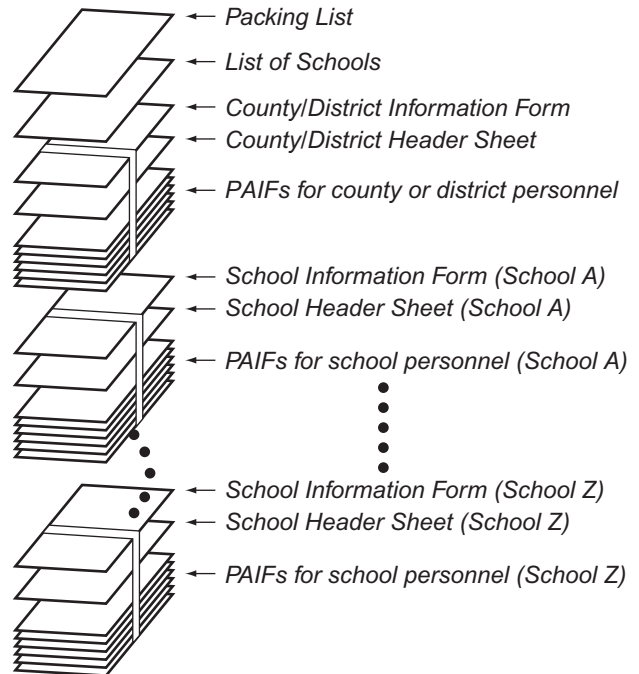 Packing List
List of Schools
County/District Information Form
County/District Header Sheet
PAIFs for county or district personnel
School Information Form (School A)
School Header Sheet (School A)
PAIFs for school personnel (School A)
School Information Form (School Z)
School Header Sheet (School Z)
PAIFs for school personnel (School Z)